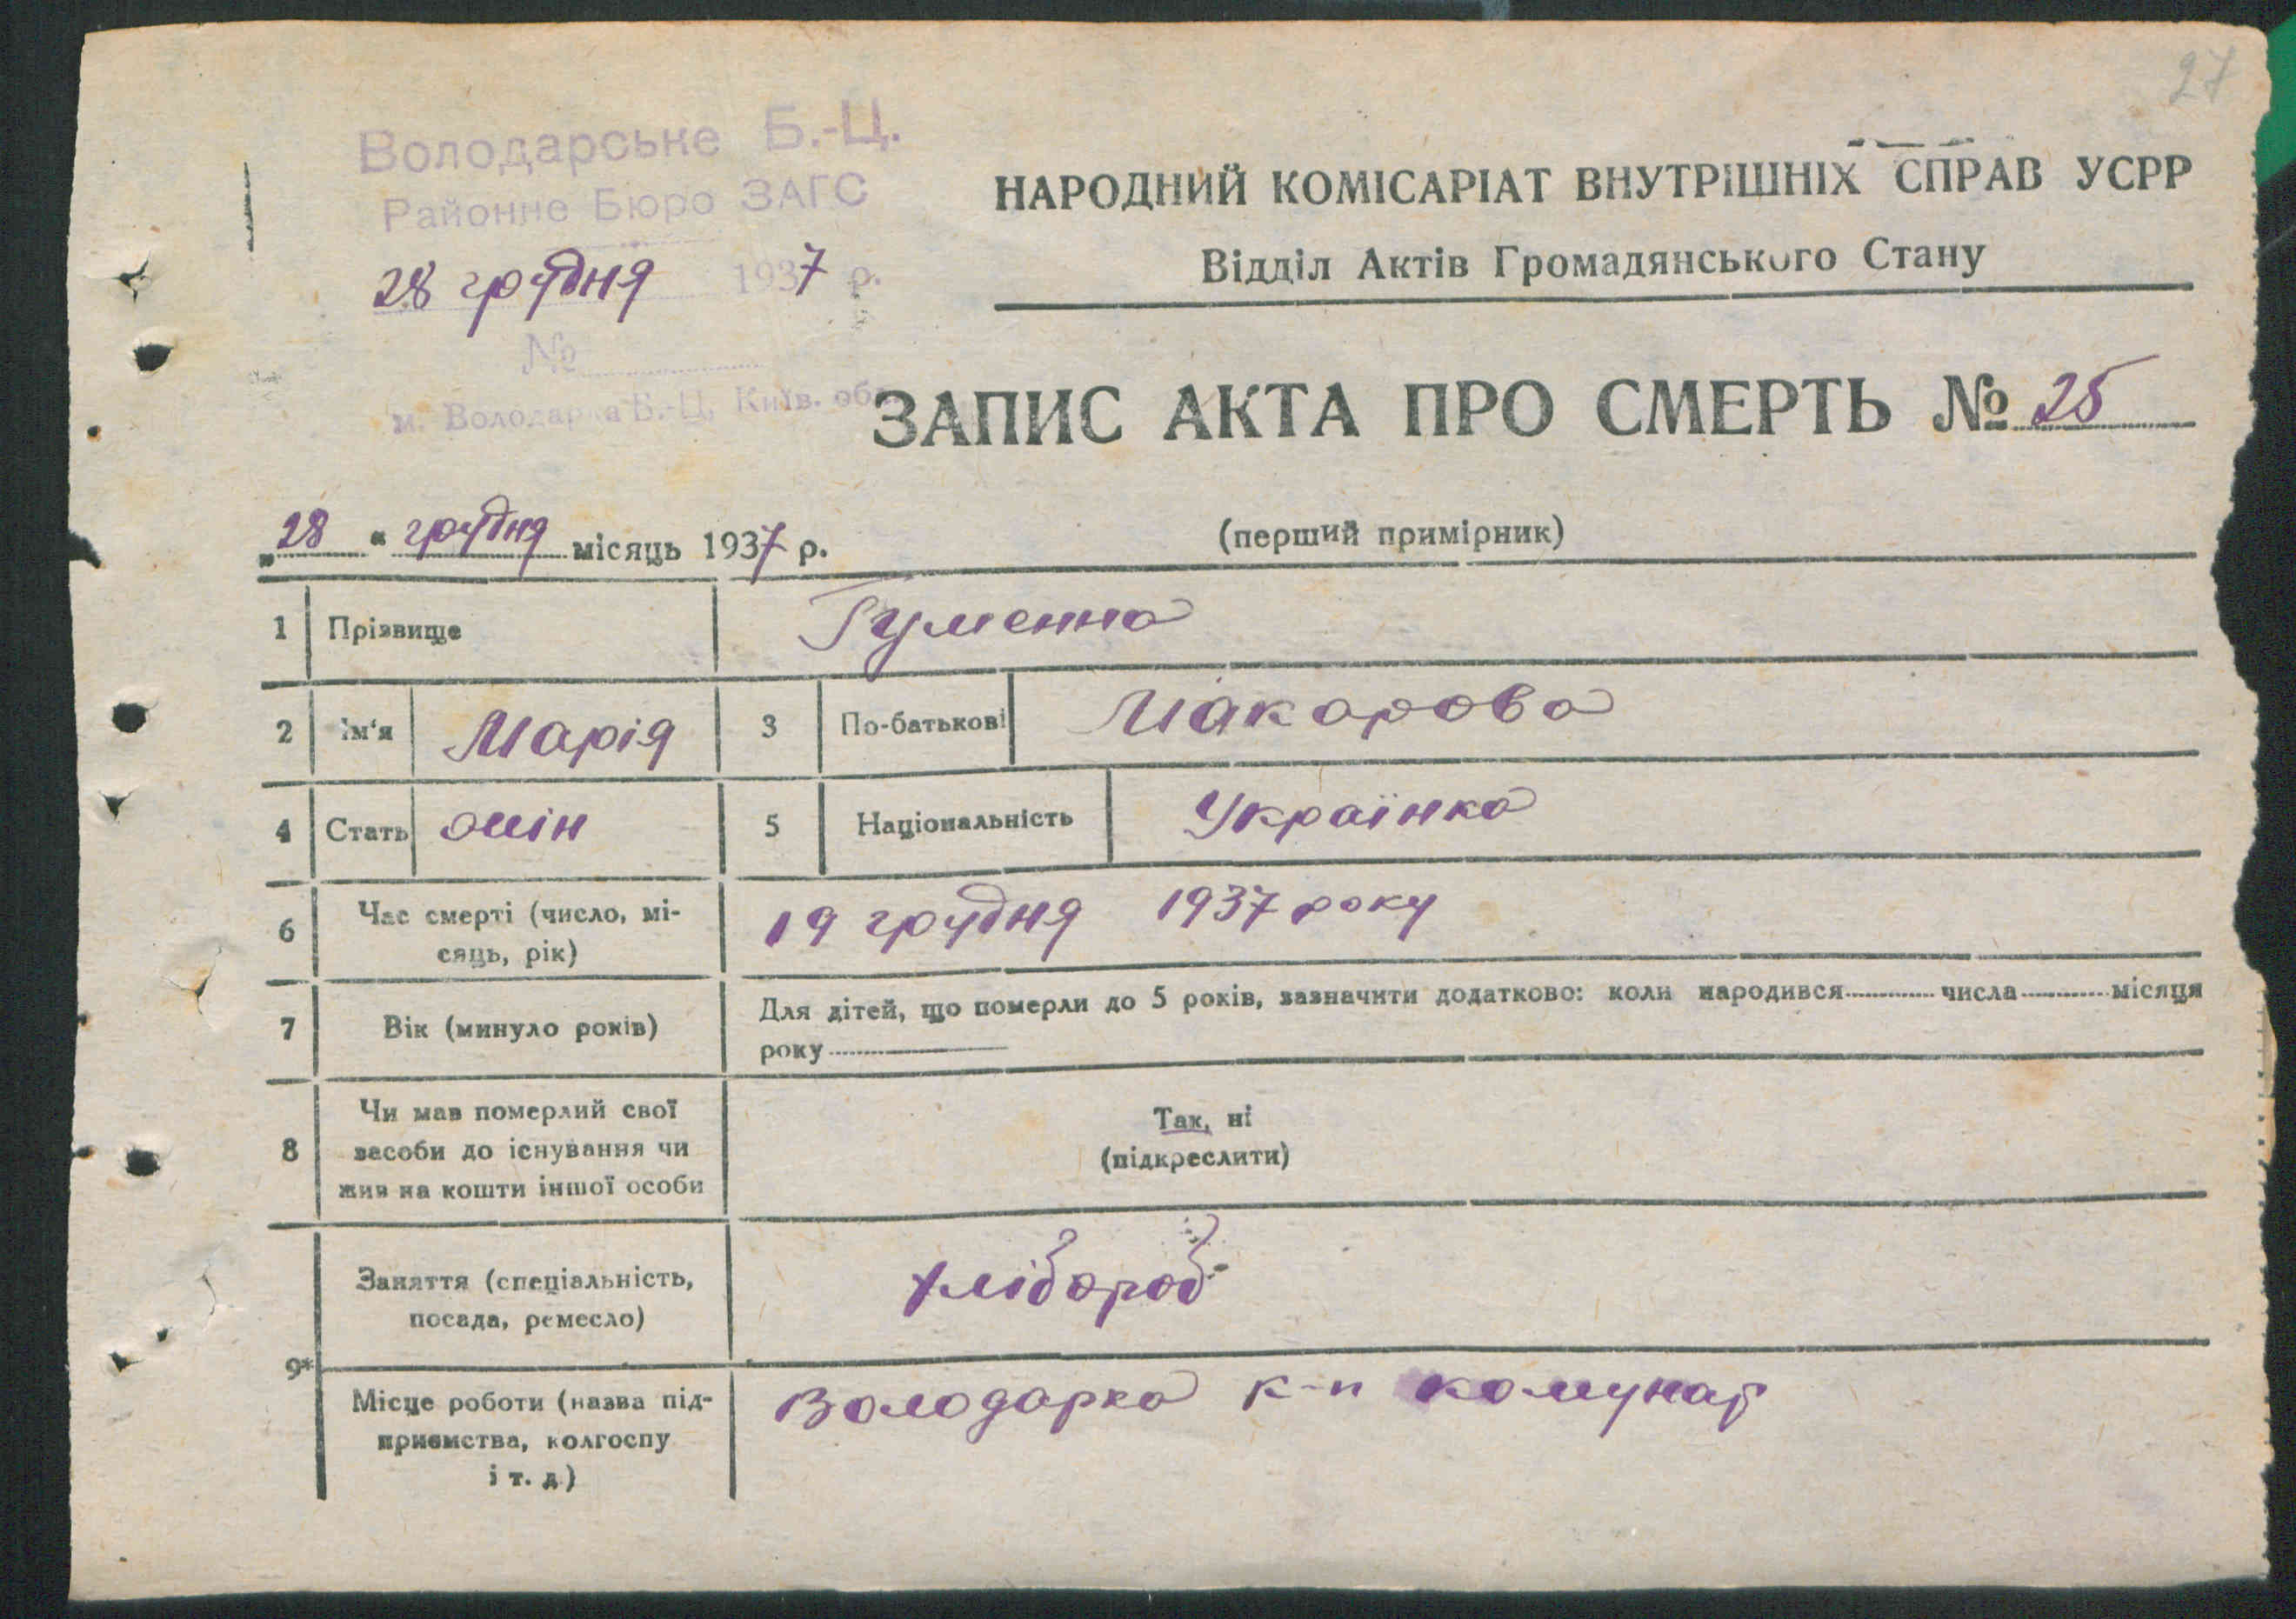 27
Володарське Б.-Ц.
Районне Бюро ЗАГС
28 грудня 1937 р.
№
м. Володарка Б.-Ц. Київ. обл.
НАРОДНИЙ КОМІСАРІАТ ВНУТРІШНІХ СПРАВ УСРР
Відділ Актів Громадянського Стану
ЗАПИС АКТА ПРО СМЕРТЬ № 25
„28“ грудня місяць 1937 р.
(перший примірник)
1 Прізвище Гуменна
2 Ім'я Марія 3 По-батькові Макарова
4 Стать жін 5 Національність Українка
6 Час смерті (число, мі-
сяць, рік) 19 грудня 1937 року
7 Вік (минуло років) Для дітей, що померли до 5 років, зазначити додатково: коли народився числа місяця
року
8 Чи мав померлий свої
засоби до існування чи
жив на кошти іншої особи
Так, ні
(підкреслити)
9*
Заняття (спеціальність,
посада, ремесло) хлібороб
Місце роботи (назва під-
приємства, колгоспу
і т. д.) Володарка к-п комунар